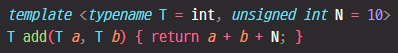 template <typename T = int, unsigned int N = 10>
T add(T a, T b) { return a + b + N; }